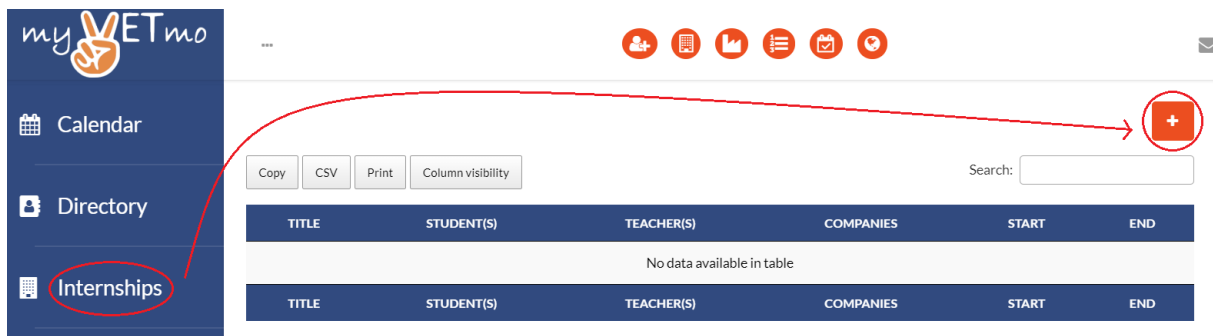 myVETmo
...
Calendar
Directory
Internships
+
Copy CSV Print Column visibility
Search:
TITLE STUDENT(S) TEACHER(S) COMPANIES START END
No data available in table
TITLE STUDENT(S) TEACHER(S) COMPANIES START END